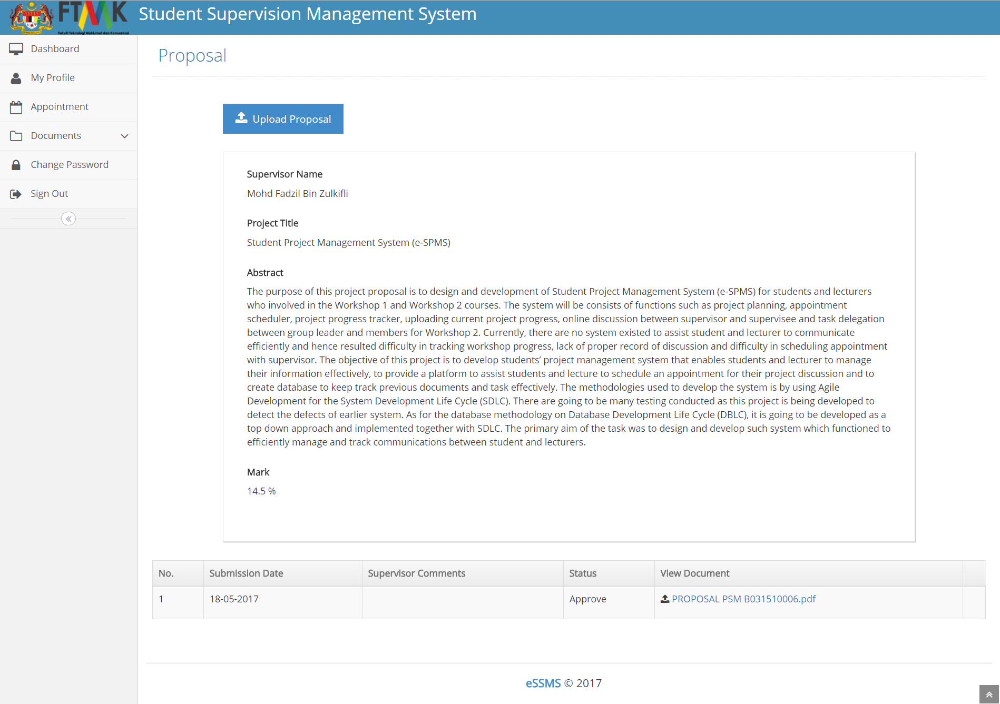 FTMK
Fakulti Teknologi Maklumat dan Komunikasi
Student Supervision Management System
Dashboard
My Profile
Appointment
Documents
Change Password
Sign Out
Proposal
Upload Proposal
Supervisor Name
Mohd Fadzil Bin Zulkifli
Project Title
Student Project Management System (e-SPMS)
Abstract
The purpose of this project proposal is to design and development of Student Project Management System (e-SPMS) for students and lecturers
who involved in the Workshop 1 and Workshop 2 courses. The system will be consists of functions such as project planning, appointment
scheduler, project progress tracker, uploading current project progress, online discussion between supervisor and supervisee and task delegation
between group leader and members for Workshop 2. Currently, there are no system existed to assist student and lecturer to communicate
efficiently and hence resulted difficulty in tracking workshop progress, lack of proper record of discussion and difficulty in scheduling appointment
with supervisor. The objective of this project is to develop students’ project management system that enables students and lecturer to manage
their information effectively, to provide a platform to assist students and lecture to schedule an appointment for their project discussion and to
create database to keep track previous documents and task effectively. The methodologies used to develop the system is by using Agile
Development for the System Development Life Cycle (SDLC). There are going to be many testing conducted as this project is being developed to
detect the defects of earlier system. As for the database methodology on Database Development Life Cycle (DBLC), it is going to be developed as a
top down approach and implemented together with SDLC. The primary aim of the task was to design and develop such system which functioned to
efficiently manage and track communications between student and lecturers.
Mark
14.5 %
No. Submission Date Supervisor Comments Status View Document
1 18-05-2017 Approve PROPOSAL PSM B031510006.pdf
eSSMS © 2017